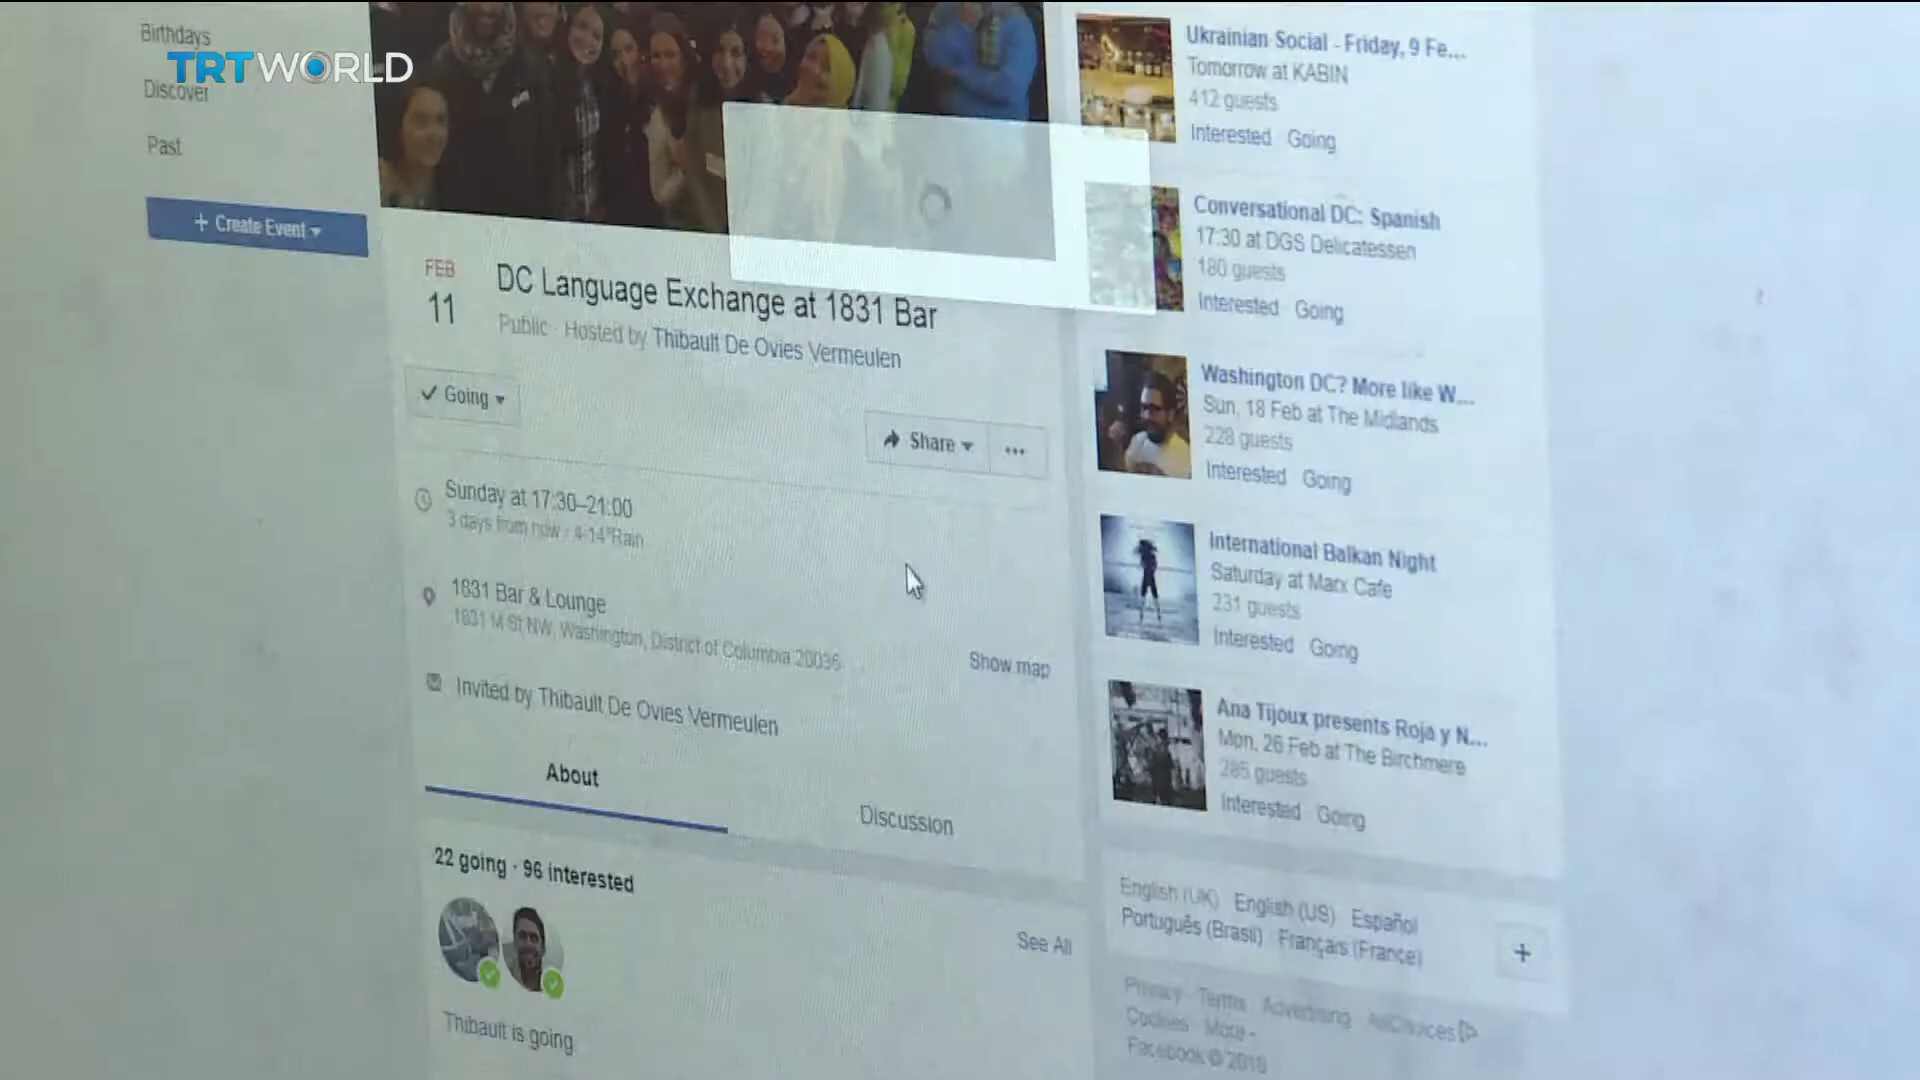 TRT WORLD
Birthdays
Discover
Past
+ Create Event
FEB
11
DC Language Exchange at 1831 Bar
Public · Hosted by Thibault De Ovies Vermeulen
Going
Share
...
Sunday at 17:30–21:00
3 days from now · 4-14° Rain
1831 Bar & Lounge
1831 M St NW, Washington, District of Columbia 20036
Show map
Invited by Thibault De Ovies Vermeulen
About
Discussion
22 going · 96 interested
See All
Thibault is going
Ukrainian Social - Friday, 9 Fe...
Tomorrow at KABIN
412 guests
Interested Going
Conversational DC: Spanish
17:30 at DGS Delicatessen
180 guests
Interested Going
Washington DC? More like W...
Sun, 18 Feb at The Midlands
228 guests
Interested Going
International Balkan Night
Saturday at Marx Cafe
231 guests
Interested Going
Ana Tijoux presents Roja y N...
Mon, 26 Feb at The Birchmere
285 guests
Interested Going
English (UK) English (US) Español
Português (Brasil) Français (France)
+
Privacy Terms Advertising AdChoices
Cookies More
Facebook © 2018